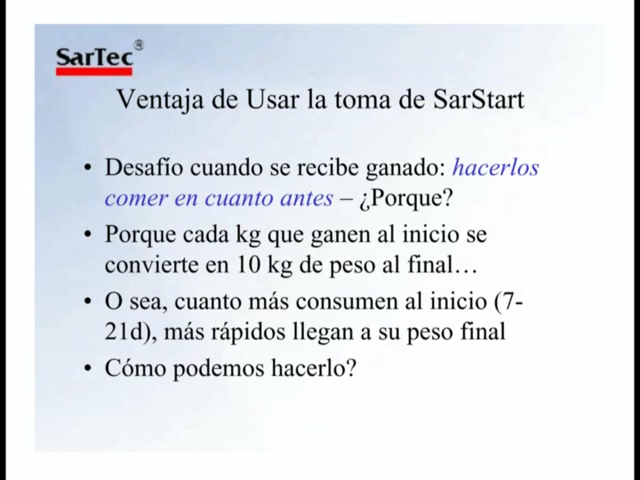 SarTec®
Ventaja de Usar la toma de SarStart
• Desafío cuando se recibe ganado: hacerlos
comer en cuanto antes – ¿Porque?
• Porque cada kg que ganen al inicio se
convierte en 10 kg de peso al final…
• O sea, cuanto más consumen al inicio (7-
21d), más rápidos llegan a su peso final
• Cómo podemos hacerlo?